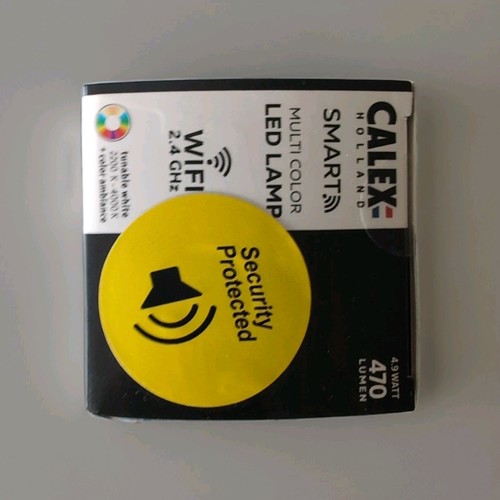 CALEX
HOLLAND
SMART
MULTI COLOR
LED LAMP
WiFi
2.4 GHz
tunable white
2200 K - 4000 K
+ color ambiance
Security
Protected
4.9 WATT
470
LUMEN